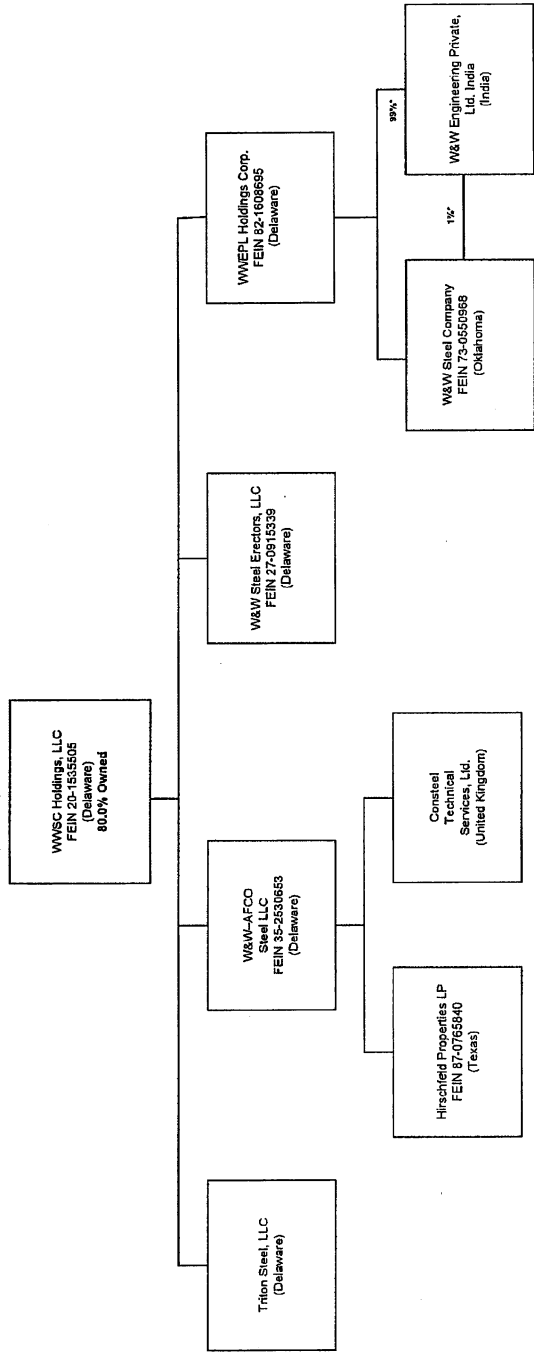 WWSC Holdings, LLC
FEIN 20-1535505
(Delaware)
80.0% Owned
Triton Steel, LLC
(Delaware)
W&W–AFCO
Steel LLC
FEIN 35-2530653
(Delaware)
W&W Steel Erectors, LLC
FEIN 27-0915339
(Delaware)
WWEPL Holdings Corp.
FEIN 82-1608695
(Delaware)
Hirschfeld Properties LP
FEIN 87-0765840
(Texas)
Consteel
Technical
Services, Ltd.
(United Kingdom)
W&W Steel Company
FEIN 73-0550968
(Oklahoma)
1%*
99%*
W&W Engineering Private,
Ltd. India
(India)